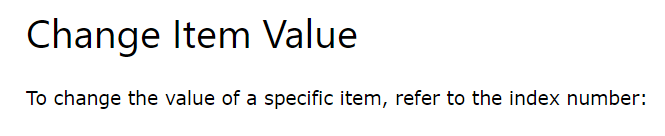 Change Item Value
To change the value of a specific item, refer to the index number: